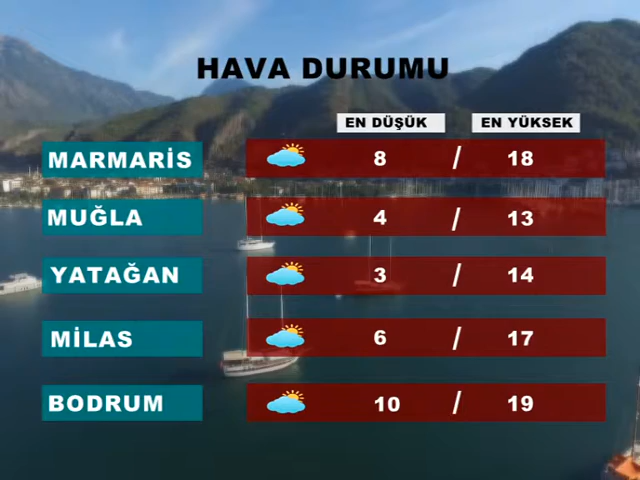 HAVA DURUMU
EN DÜŞÜK EN YÜKSEK
MARMARİS 8 / 18
MUĞLA 4 / 13
YATAĞAN 3 / 14
MİLAS 6 / 17
BODRUM 10 / 19